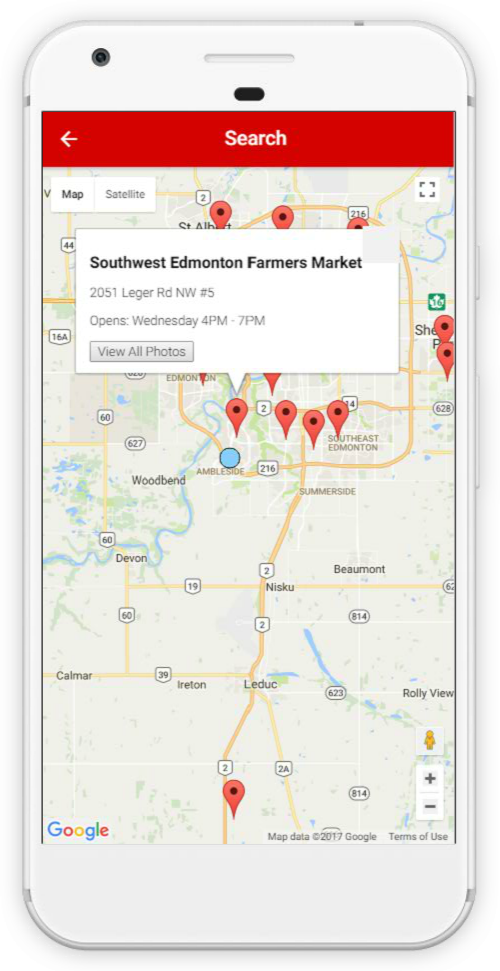 Search
V
Map
Satellite
2
216
44
Southwest Edmonton Farmers Market
2051 Leger Rd NW #5
Opens: Wednesday 4PM - 7PM
View All Photos
16
16A
EDMONTON
2
14
628
60
627
SOUTHEAST
EDMONTON
AMBLESIDE
216
Woodbend
SUMMERSIDE
60
Devon
2
Beaumont
19
Nisku
60
814
2
Calmar
39
Ireton
Leduc
623
Rolly View
2
2A
814
Google
Map data ©2017 Google
Terms of Use